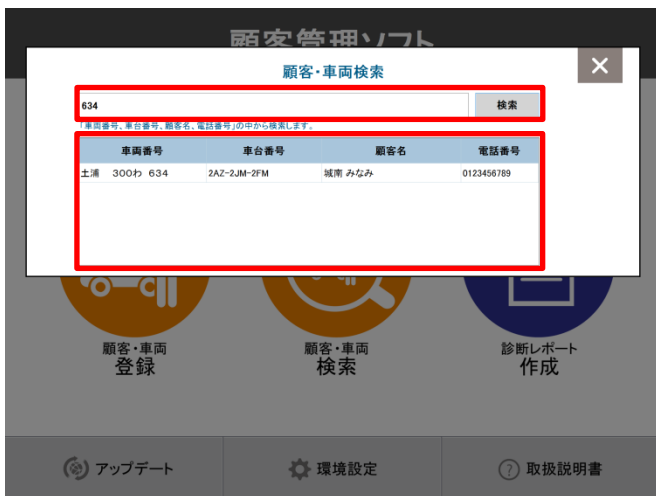 顧客管理ソフト
顧客・車両検索
634
検索
「車両番号、車台番号、顧客名、電話番号」の中から検索します。
車両番号 車台番号 顧客名 電話番号
土浦 300わ 634 2AZ-2JM-2FM 城南 みなみ 0123456789
顧客・車両
登録
顧客・車両
検索
診断レポート
作成
アップデート
環境設定
? 取扱説明書